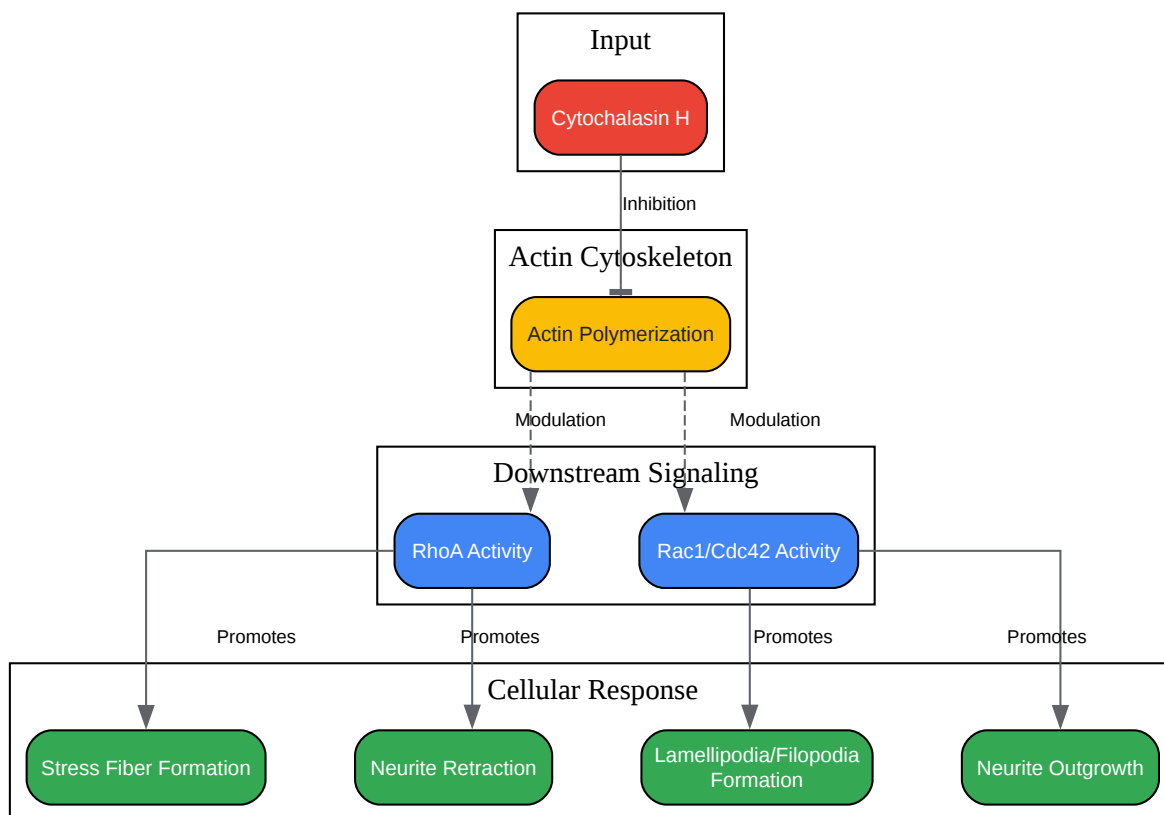 Input
Cytochalasin H
Inhibition
Actin Cytoskeleton
Actin Polymerization
Modulation
Modulation
Downstream Signaling
RhoA Activity
Rac1/Cdc42 Activity
Promotes
Promotes
Promotes
Promotes
Cellular Response
Stress Fiber Formation
Neurite Retraction
Lamellipodia/Filopodia
Formation
Neurite Outgrowth